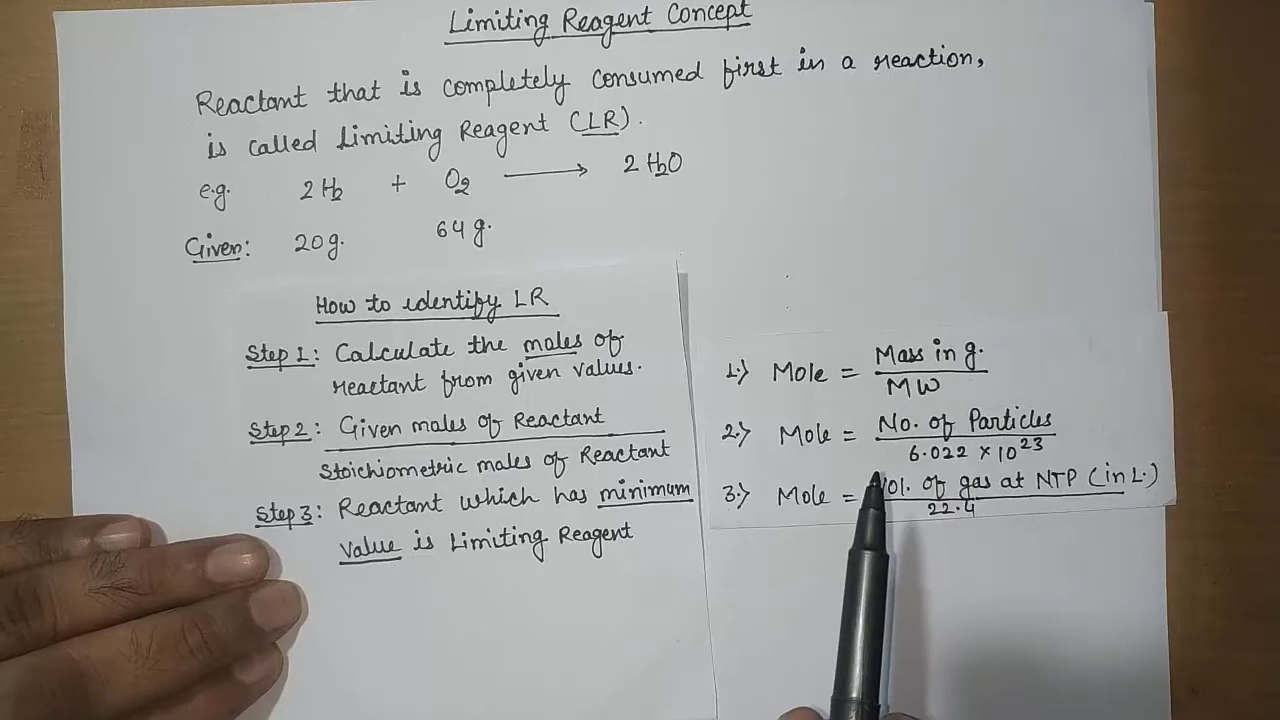 Limiting Reagent Concept
Reactant that is completely consumed first in a reaction,
is called Limiting Reagent (LR).
e.g. 2H₂ + O₂ → 2H₂O
Given: 20g. 64g.
How to identify LR
Step 1: Calculate the moles of
reactant from given values.
Step 2: Given moles of Reactant
Stoichiometric moles of Reactant
Step 3: Reactant which has minimum
value is Limiting Reagent
1.) Mole = Mass in g.
MW
2.) Mole = No. of Particles
6.022 × 10²³
3.) Mole = of gas at NTP (in L.)
22.4